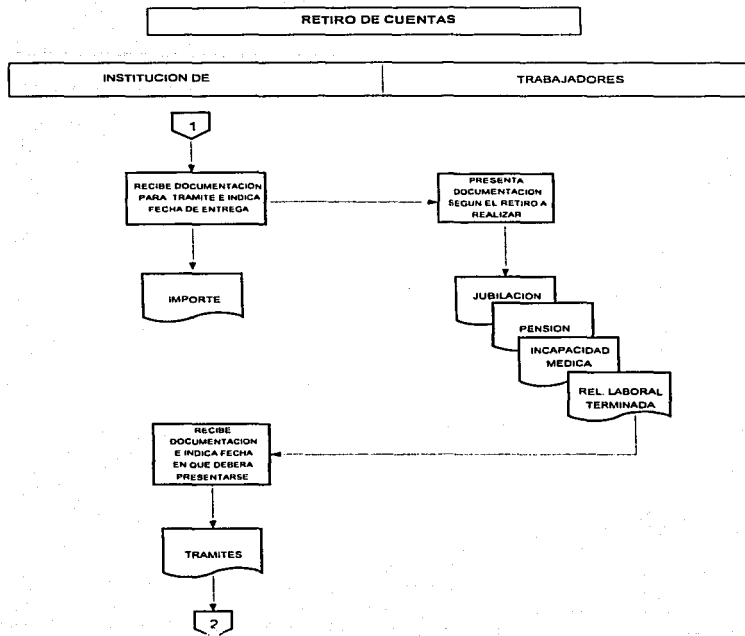 RETIRO DE CUENTAS
INSTITUCION DE
TRABAJADORES
1
RECIBE DOCUMENTACION
PARA TRAMITE E INDICA
FECHA DE ENTREGA
PRESENTA
DOCUMENTACION
SEGUN EL RETIRO A
REALIZAR
IMPORTE
JUBILACION
PENSION
INCAPACIDAD
MEDICA
REL. LABORAL
TERMINADA
RECIBE
DOCUMENTACION
E INDICA FECHA
EN QUE DEBERA
PRESENTARSE
TRAMITES
2